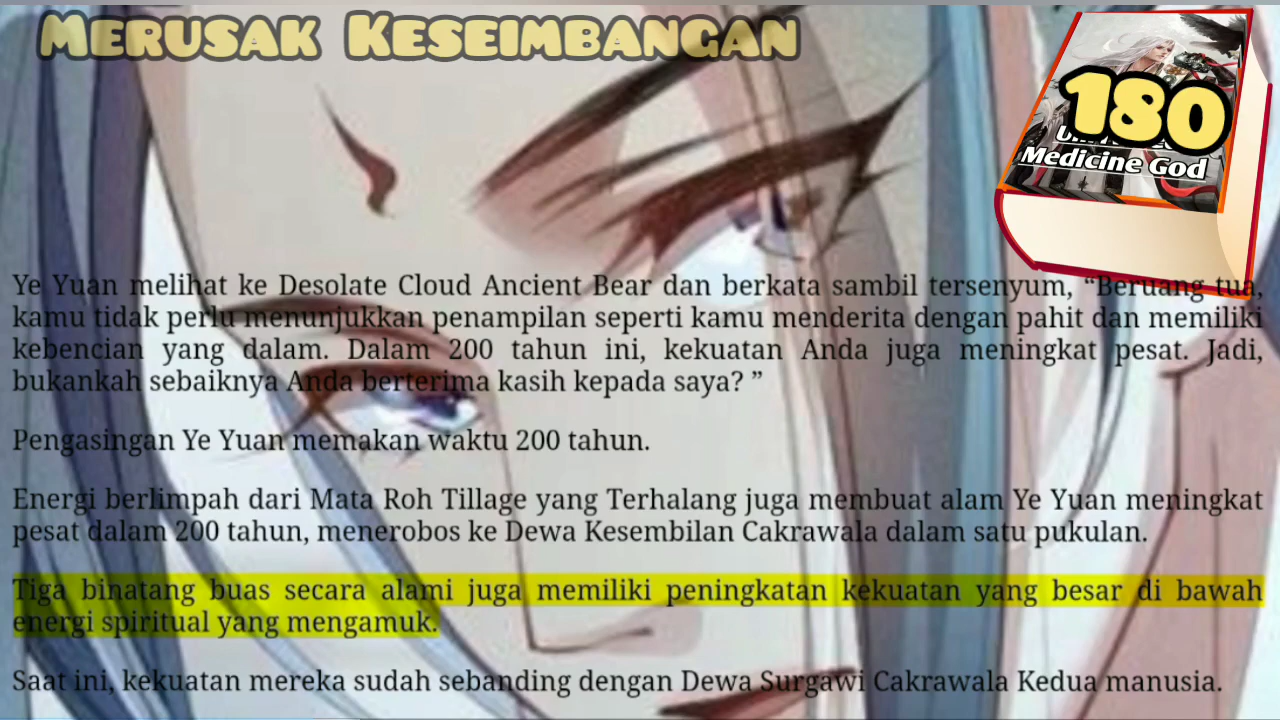 Merusak Keseimbangan
180
Medicine God
Ye Yuan melihat ke Desolate Cloud Ancient Bear dan berkata sambil tersenyum, “Beruang tua,
kamu tidak perlu menunjukkan penampilan seperti kamu menderita dengan pahit dan memiliki
kebencian yang dalam. Dalam 200 tahun ini, kekuatan Anda juga meningkat pesat. Jadi,
bukankah sebaiknya Anda berterima kasih kepada saya? ”
Pengasingan Ye Yuan memakan waktu 200 tahun.
Energi berlimpah dari Mata Roh Tillage yang Terhalang juga membuat alam Ye Yuan meningkat
pesat dalam 200 tahun, menerobos ke Dewa Kesembilan Cakrawala dalam satu pukulan.
Tiga binatang buas secara alami juga memiliki peningkatan kekuatan yang besar di bawah
energi spiritual yang mengamuk.
Saat ini, kekuatan mereka sudah sebanding dengan Dewa Surgawi Cakrawala Kedua manusia.